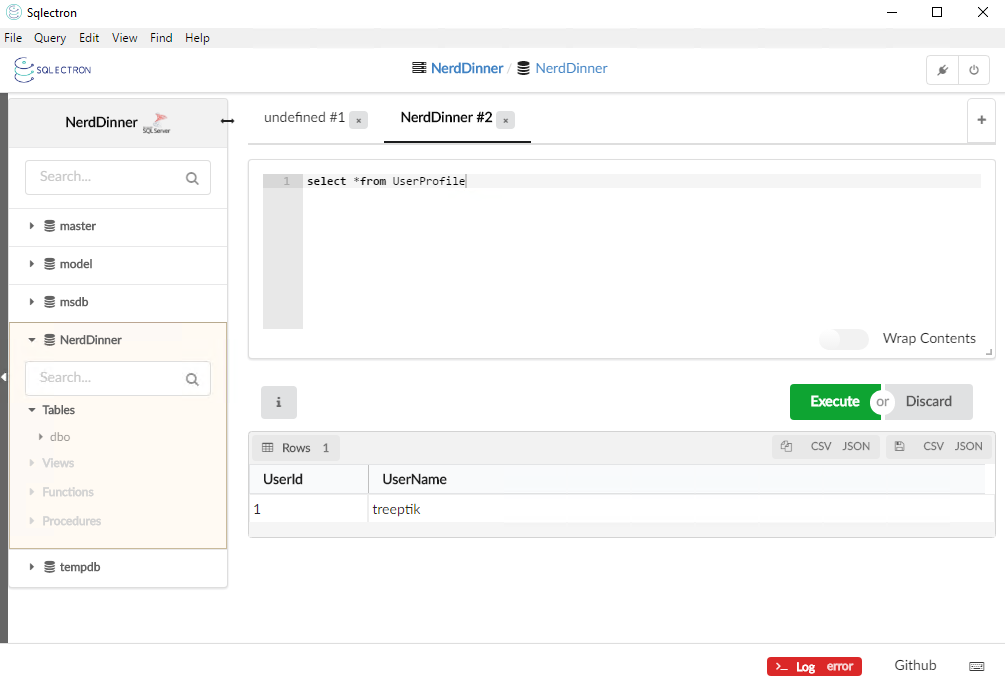 Sqlectron
File Query Edit View Find Help
SQLECTRON
NerdDinner / NerdDinner
NerdDinner SQL Server
undefined #1 ×
NerdDinner #2 ×
+
Search...
master
model
msdb
NerdDinner
Search...
Tables
dbo
Views
Functions
Procedures
tempdb
1 select *from UserProfile
Wrap Contents
i
Execute or Discard
Rows 1
CSV JSON
CSV JSON
UserId UserName
1 treeptik
>_ Log error
Github